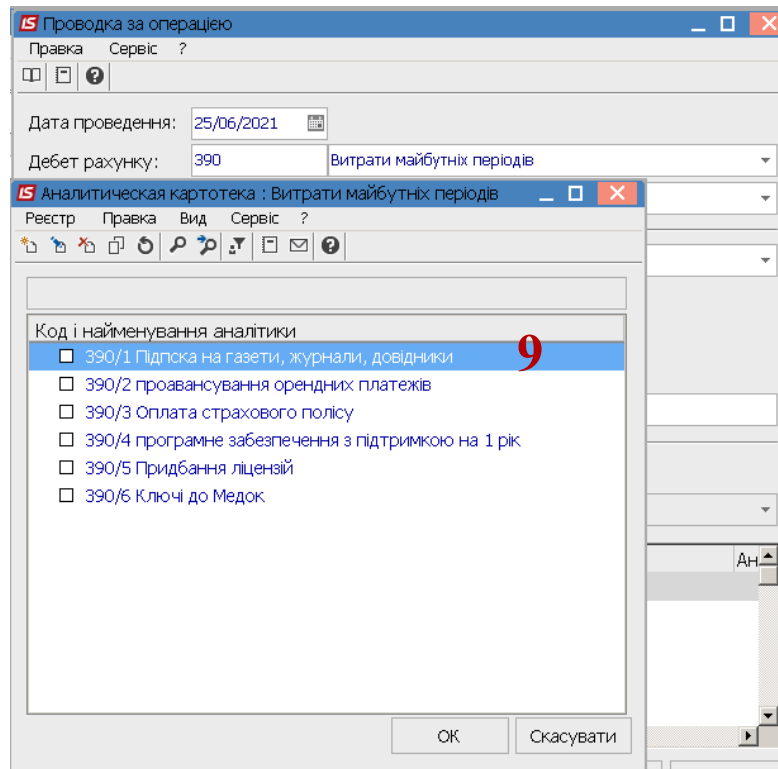 Проводка за операцією
Правка Сервіс ?
Дата проведення: 25/06/2021
Дебет рахунку: 390 Витрати майбутніх періодів
Аналитическая картотека : Витрати майбутніх періодів
Реєстр Правка Вид Сервіс ?
Код і найменування аналітики
390/1 Підпска на газети, журнали, довідники 9
390/2 проавансування орендних платежів
390/3 Оплата страхового полісу
390/4 програмне забезпечення з підтримкою на 1 рік
390/5 Придбання ліцензій
390/6 Ключі до Медок
Ан
ОК Скасувати